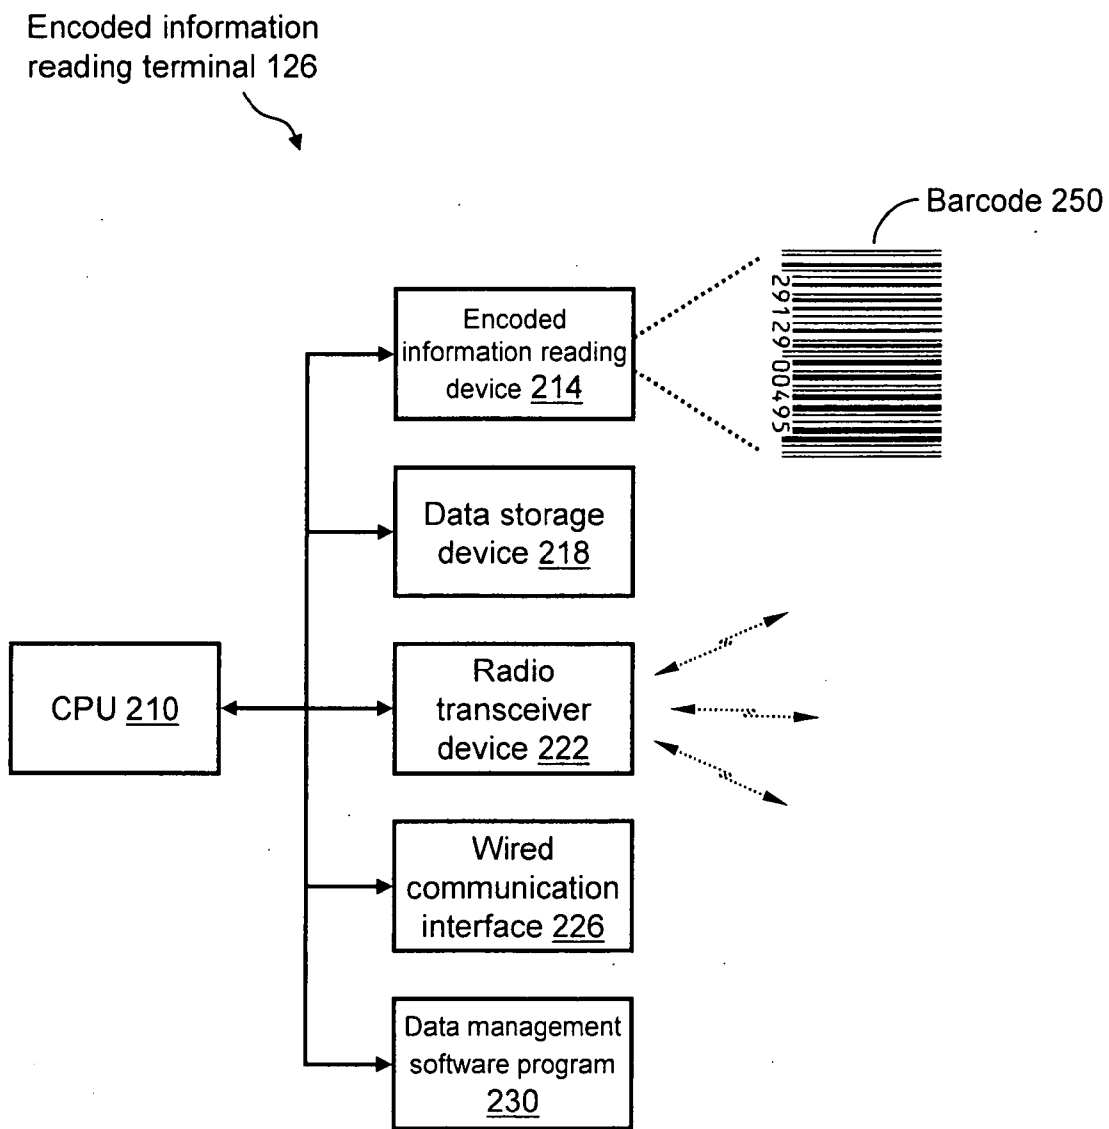 Encoded information
reading terminal 126
Barcode 250
Encoded
information reading
device 214
29129 00495
Data storage
device 218
CPU 210
Radio
transceiver
device 222
Wired
communication
interface 226
Data management
software program
230